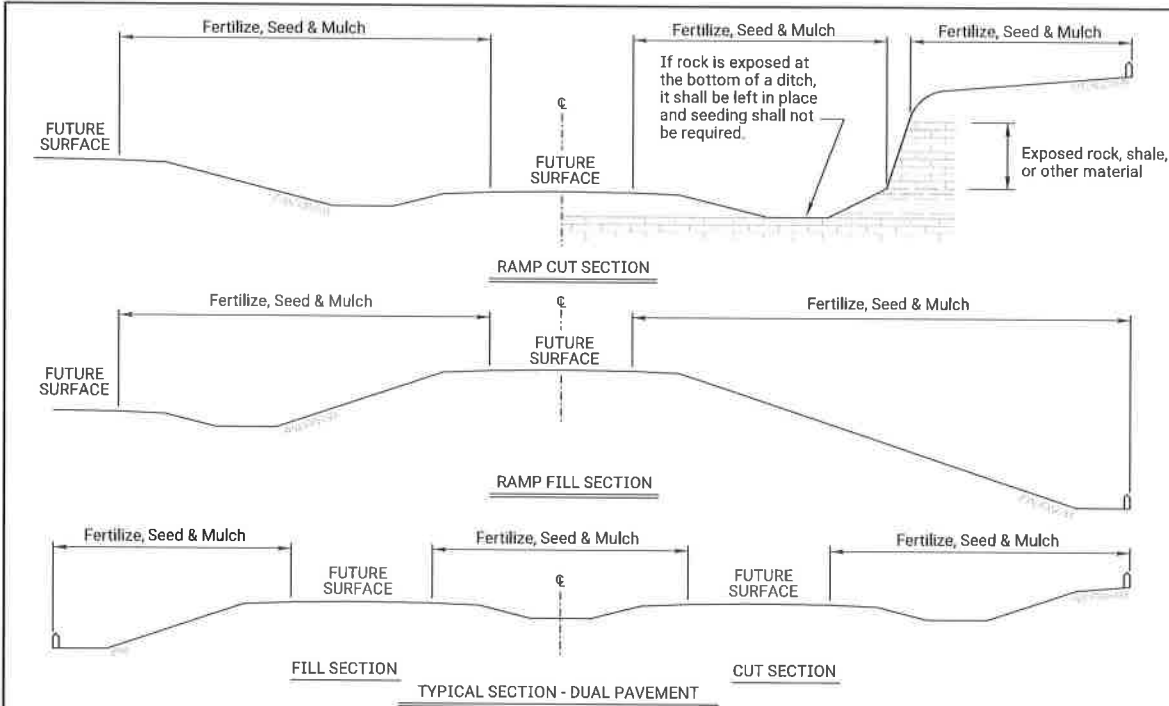 Fertilize, Seed & Mulch
Fertilize, Seed & Mulch
Fertilize, Seed & Mulch
If rock is exposed at
the bottom of a ditch,
it shall be left in place
and seeding shall not
be required.
℄
FUTURE
SURFACE
FUTURE
SURFACE
Exposed rock, shale,
or other material
RAMP CUT SECTION
Fertilize, Seed & Mulch
℄
Fertilize, Seed & Mulch
FUTURE
SURFACE
FUTURE
SURFACE
RAMP FILL SECTION
Fertilize, Seed & Mulch
Fertilize, Seed & Mulch
Fertilize, Seed & Mulch
FUTURE
SURFACE
℄
FUTURE
SURFACE
FILL SECTION
CUT SECTION
TYPICAL SECTION - DUAL PAVEMENT